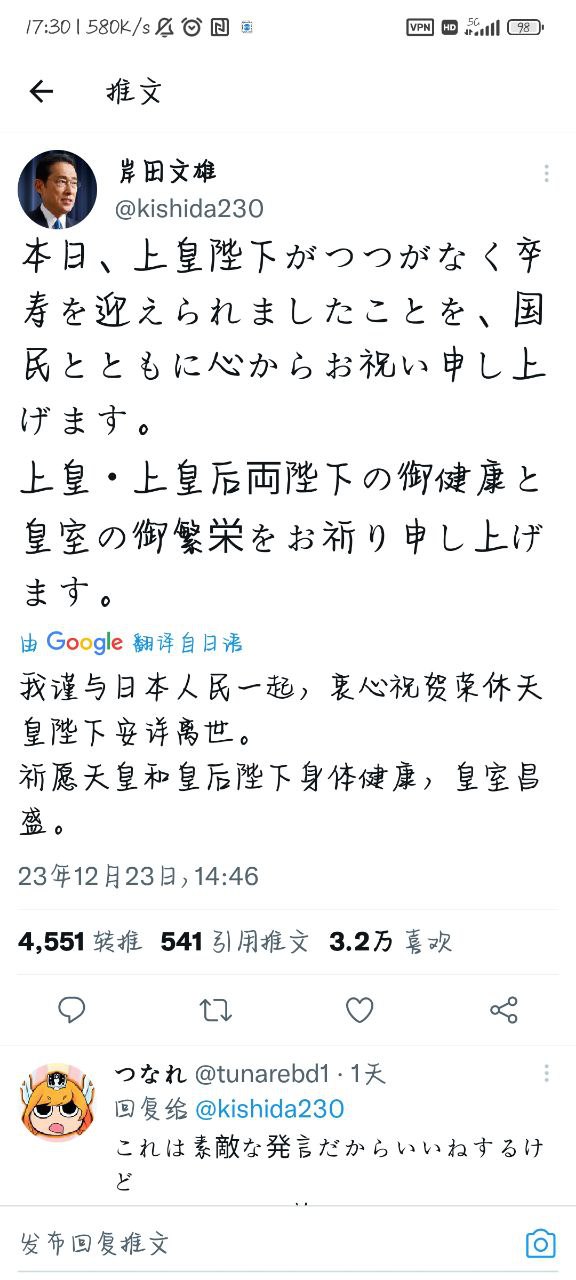 17:30 | 580K/s
VPN HD 5G 98
推文
岸田文雄
@kishida230
本日、上皇陛下がつつがなく卒
寿を迎えられましたことを、国
民とともに心からお祝い申し上
げます。
上皇・上皇后両陛下の御健康と
皇室の御繁栄をお祈り申し上げ
ます。
由 Google 翻译自日语
我谨与日本人民一起，衷心祝贺荣休天
皇陛下安详离世。
祈愿天皇和皇后陛下身体健康，皇室昌
盛。
23年12月23日, 14:46
4,551 转推 541 引用推文 3.2万 喜欢
つなれ @tunarebd1 · 1天
回复给 @kishida230
これは素敵な発言だからいいねするけ
ど
发布回复推文